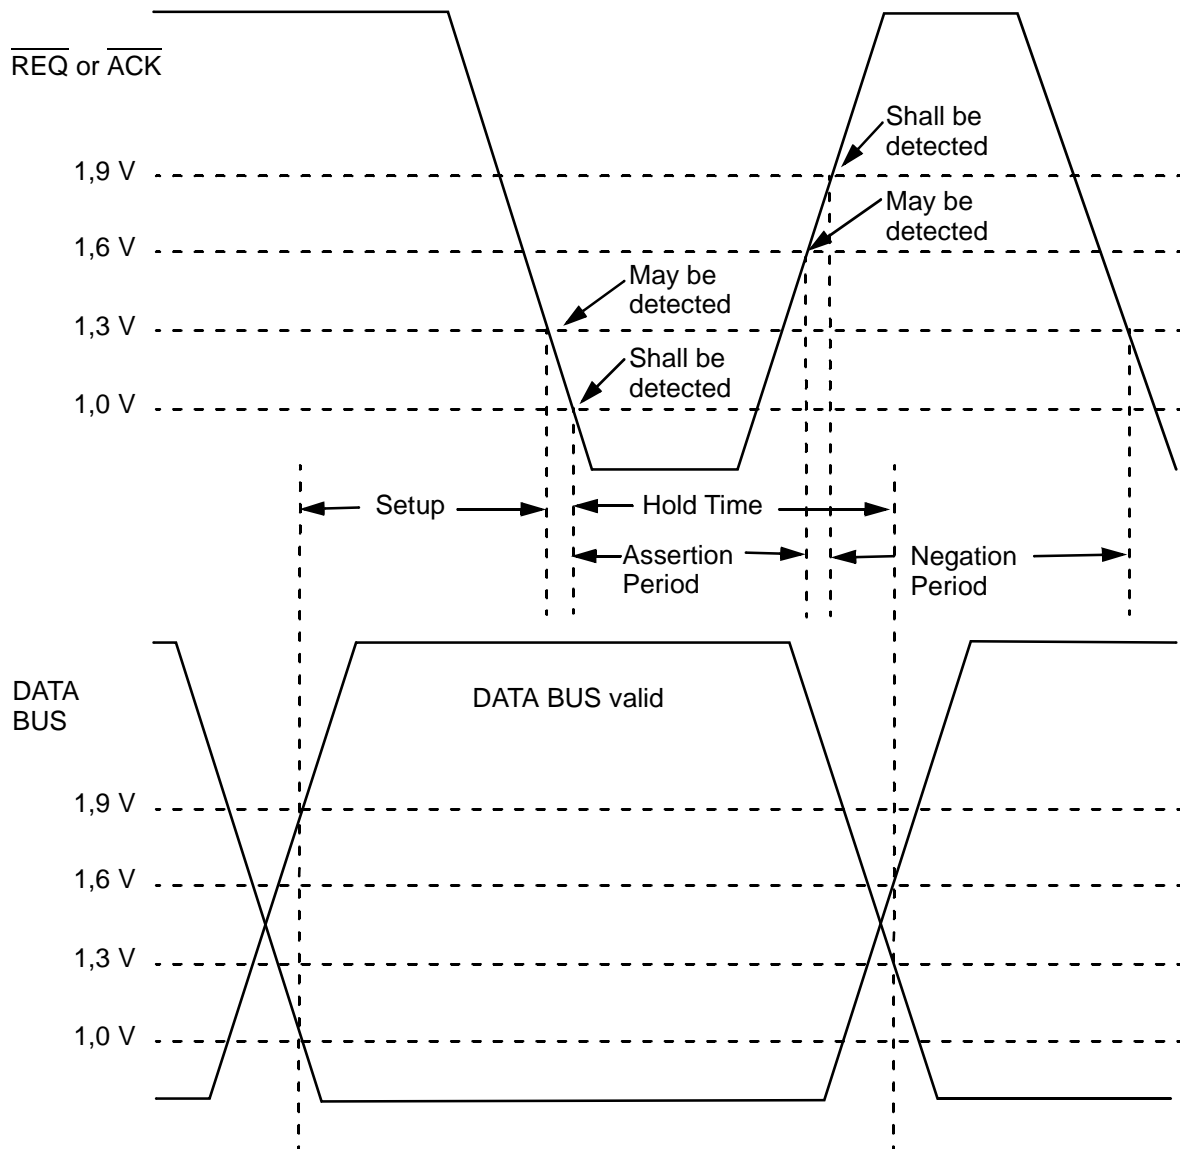 REQ or ACK
Shall be
detected
1,9 V
May be
detected
1,6 V
May be
detected
1,3 V
Shall be
detected
1,0 V
Setup
Hold Time
Assertion
Period
Negation
Period
DATA
BUS
DATA BUS valid
1,9 V
1,6 V
1,3 V
1,0 V